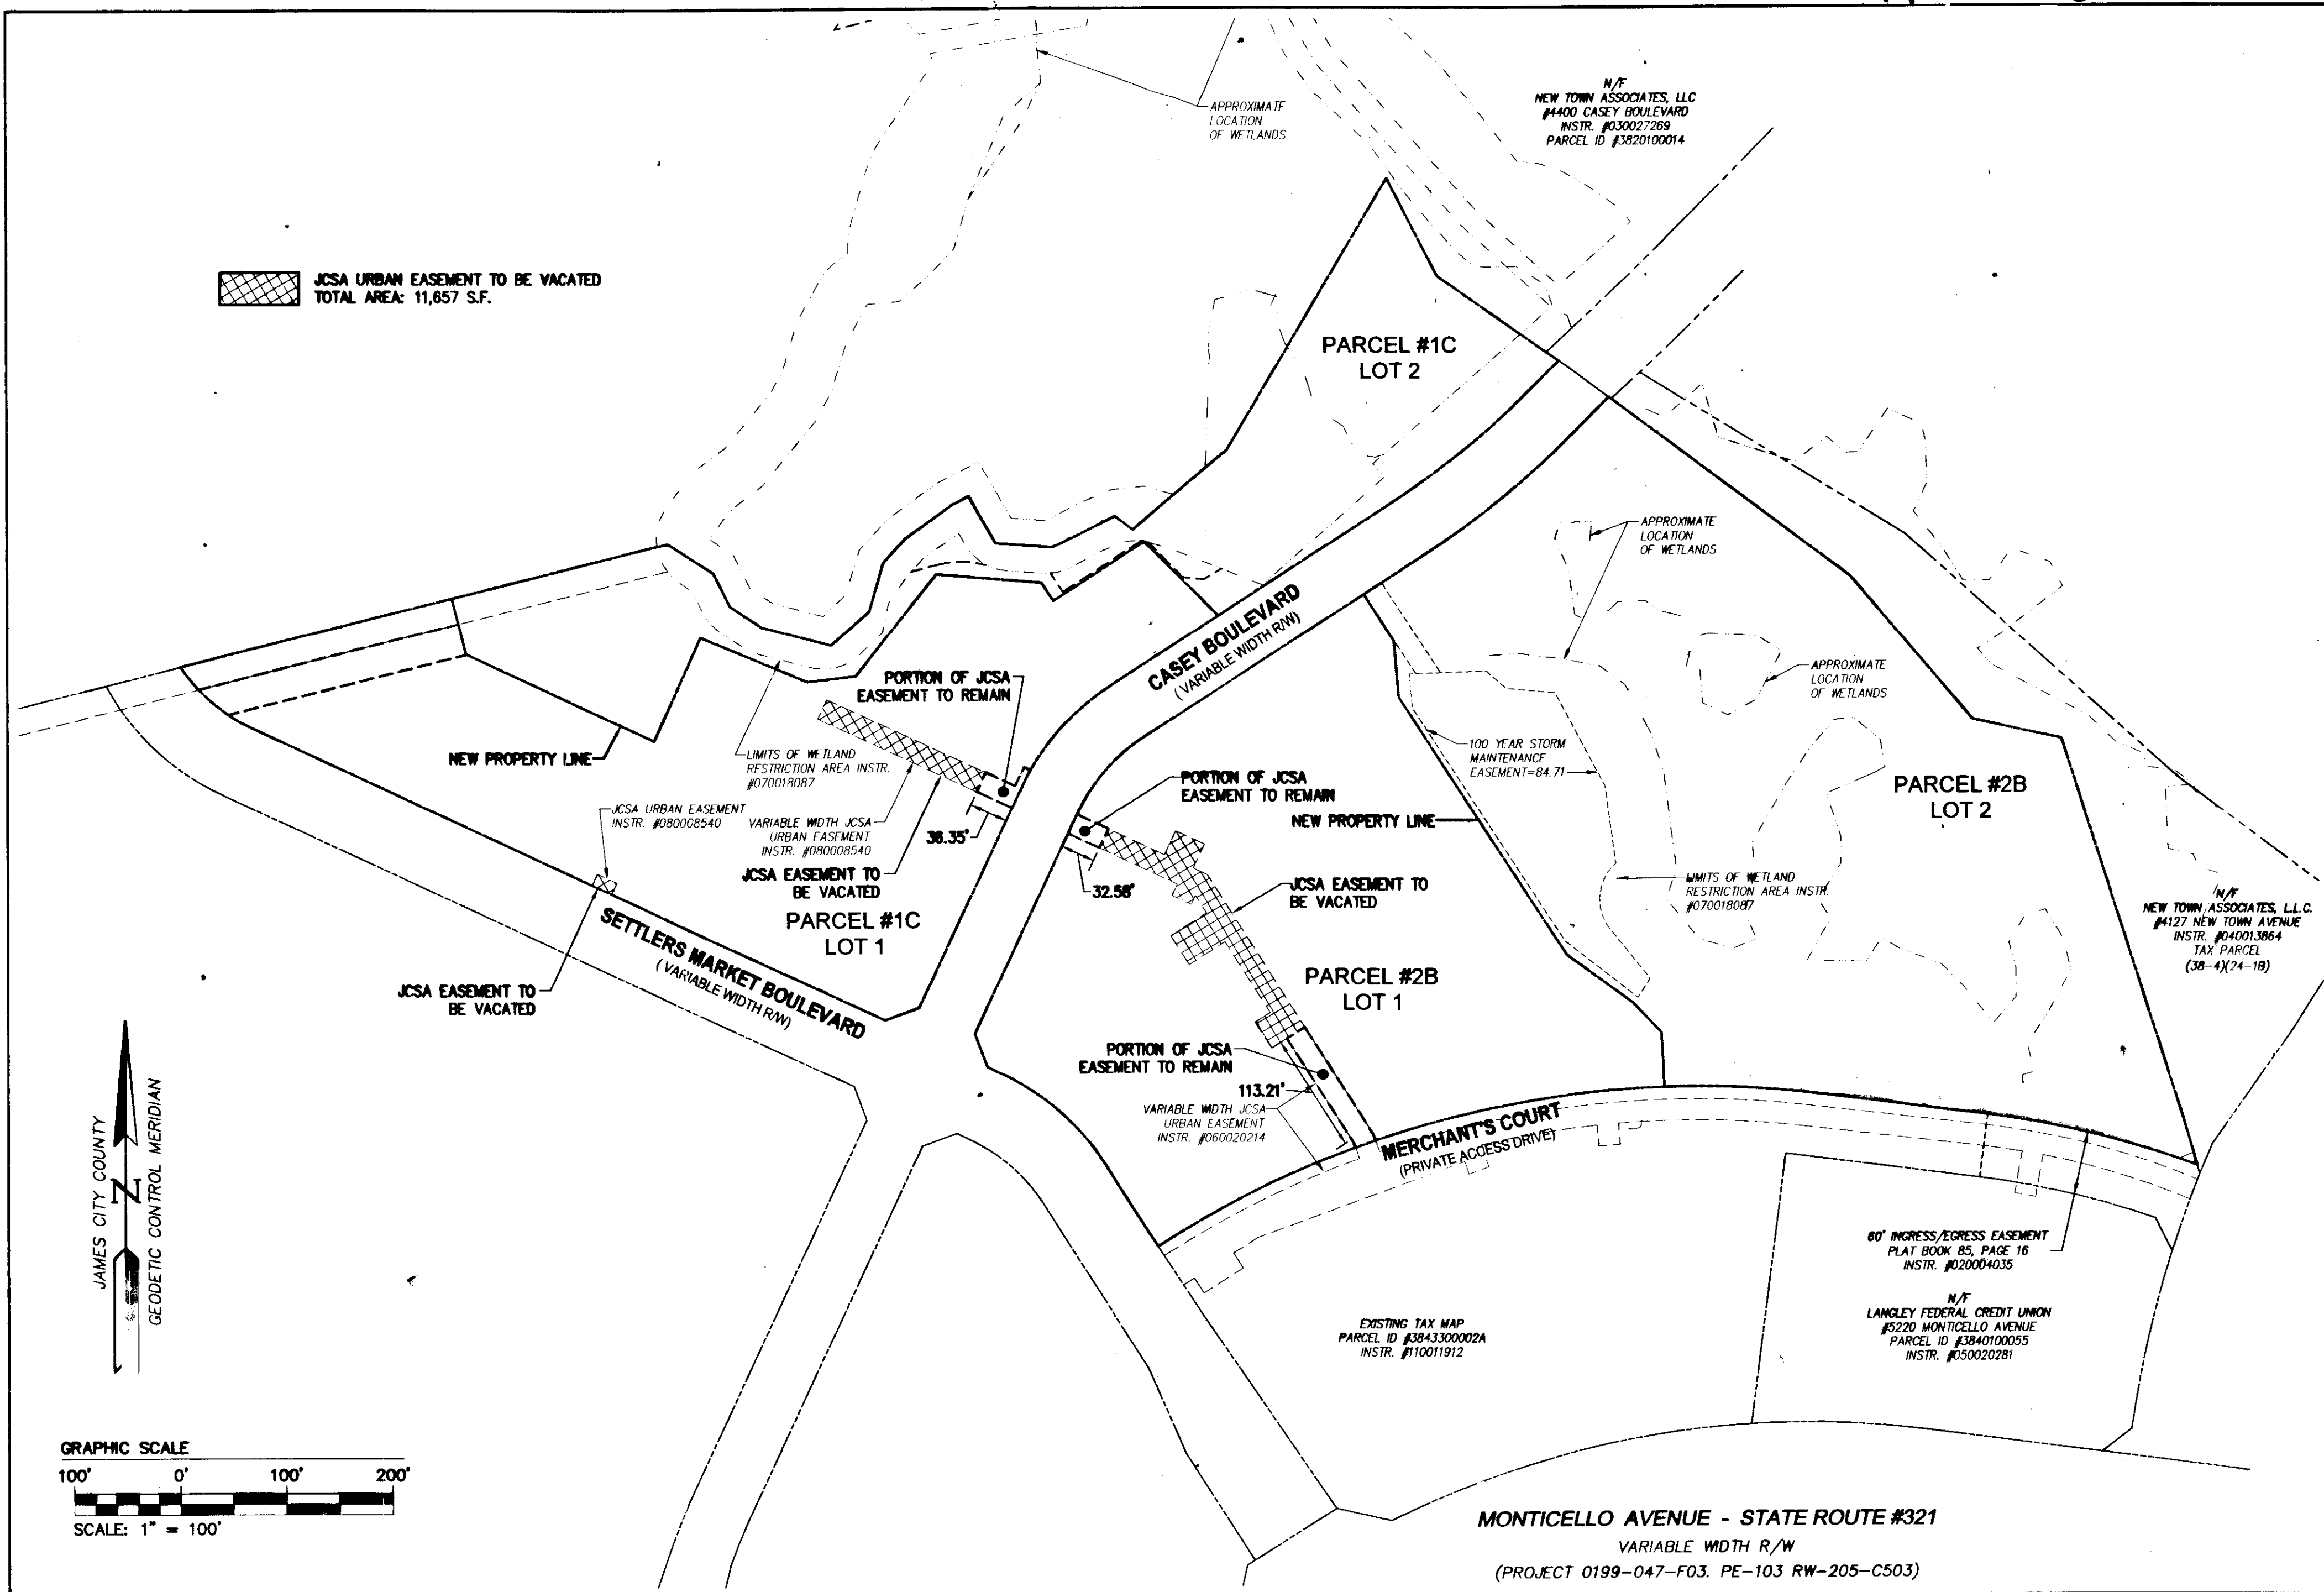 N/F
NEW TOWN ASSOCIATES, LLC
#4400 CASEY BOULEVARD
INSTR. #030027269
PARCEL ID #3820100014
APPROXIMATE
LOCATION
OF WETLANDS
JCSA URBAN EASEMENT TO BE VACATED
TOTAL AREA: 11,657 S.F.
PARCEL #1C
LOT 2
APPROXIMATE
LOCATION
OF WETLANDS
CASEY BOULEVARD
(VARIABLE WIDTH R/W)
APPROXIMATE
LOCATION
OF WETLANDS
PORTION OF JCSA
EASEMENT TO REMAIN
NEW PROPERTY LINE
LIMITS OF WETLAND
RESTRICTION AREA INSTR.
#070018087
100 YEAR STORM
MAINTENANCE
EASEMENT=84.71
PORTION OF JCSA
EASEMENT TO REMAIN
PARCEL #2B
LOT 2
JCSA URBAN EASEMENT
INSTR. #080008540
VARIABLE WIDTH JCSA
URBAN EASEMENT
INSTR. #080008540
36.35'
NEW PROPERTY LINE
JCSA EASEMENT TO
BE VACATED
32.58'
JCSA EASEMENT TO
BE VACATED
LIMITS OF WETLAND
RESTRICTION AREA INSTR.
#070018087
N/F
NEW TOWN ASSOCIATES, L.L.C.
#4127 NEW TOWN AVENUE
INSTR. #040013864
TAX PARCEL
(38-4)(24-1B)
PARCEL #1C
LOT 1
SETTLERS MARKET BOULEVARD
(VARIABLE WIDTH R/W)
JCSA EASEMENT TO
BE VACATED
PARCEL #2B
LOT 1
PORTION OF JCSA
EASEMENT TO REMAIN
113.21'
VARIABLE WIDTH JCSA
URBAN EASEMENT
INSTR. #060020214
MERCHANT'S COURT
(PRIVATE ACCESS DRIVE)
JAMES CITY COUNTY
N
GEODETIC CONTROL MERIDIAN
60' INGRESS/EGRESS EASEMENT
PLAT BOOK 85, PAGE 16
INSTR. #020004035
N/F
LANGLEY FEDERAL CREDIT UNION
#5220 MONTICELLO AVENUE
PARCEL ID #3840100055
INSTR. #050020281
EXISTING TAX MAP
PARCEL ID #3843300002A
INSTR. #110011912
GRAPHIC SCALE
100' 0' 100' 200'
SCALE: 1" = 100'
MONTICELLO AVENUE - STATE ROUTE #321
VARIABLE WIDTH R/W
(PROJECT 0199-047-F03. PE-103 RW-205-C503)